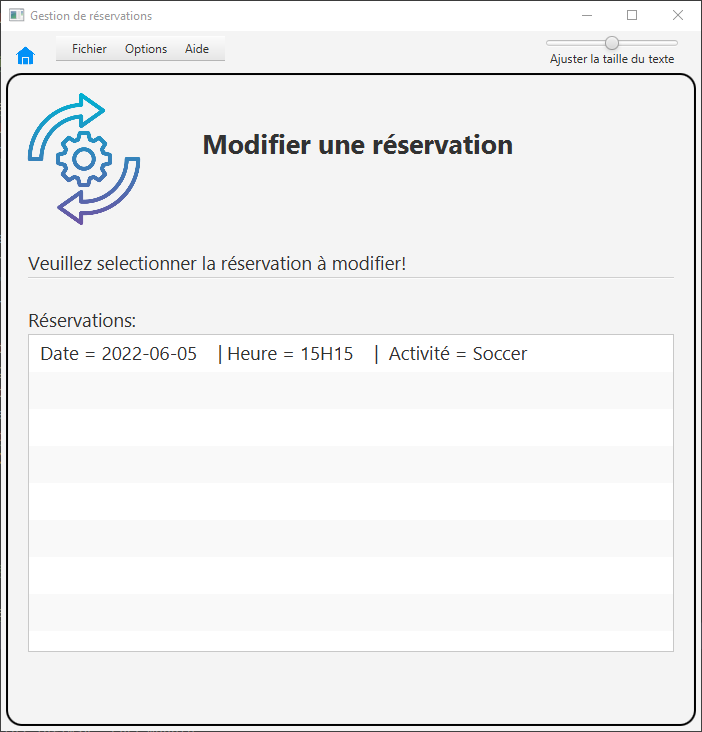 Gestion de réservations
Fichier Options Aide
Ajuster la taille du texte
Modifier une réservation
Veuillez selectionner la réservation à modifier!
Réservations:
Date = 2022-06-05 | Heure = 15H15 | Activité = Soccer